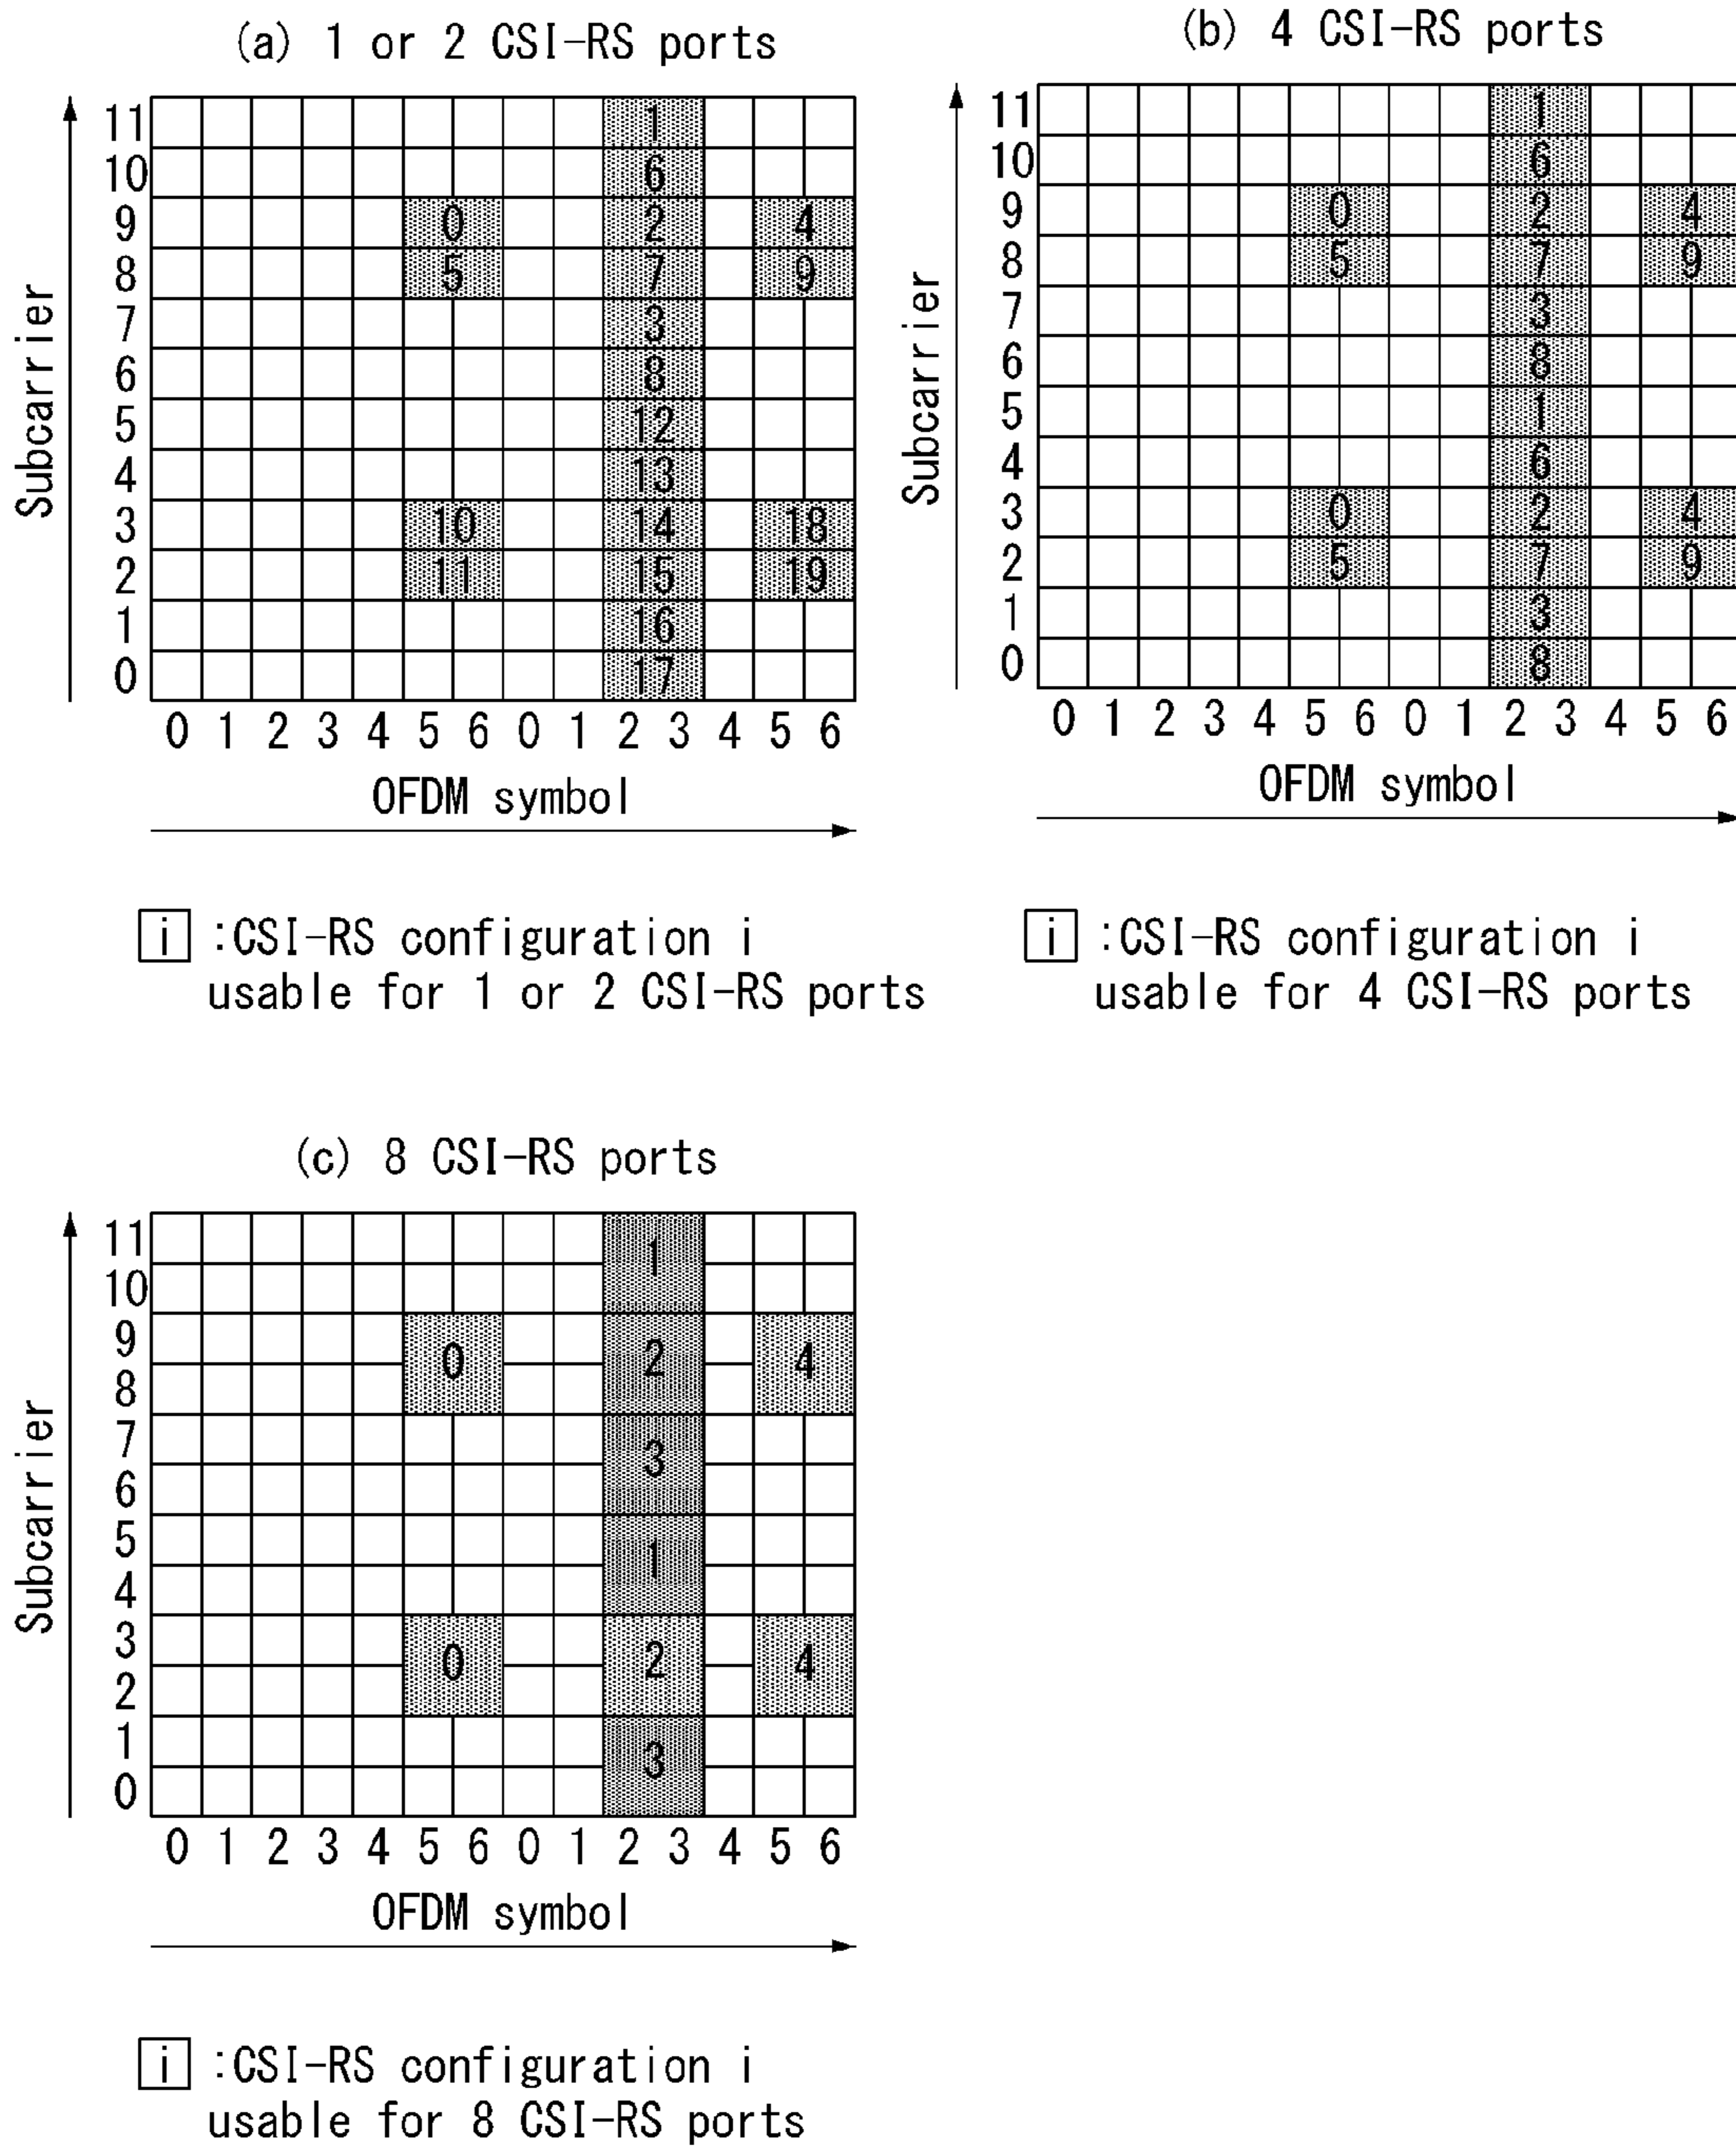 (a) 1 or 2 CSI-RS ports
Subcarrier
11 1
10 6
9 0 2 4
8 5 7 9
7 3
6 8
5 12
4 13
3 10 14 18
2 11 15 19
1 16
0 17
0 1 2 3 4 5 6 0 1 2 3 4 5 6
OFDM symbol
i :CSI-RS configuration i
usable for 1 or 2 CSI-RS ports
(b) 4 CSI-RS ports
Subcarrier
11 1
10 6
9 0 2 4
8 5 7 9
7 3
6 8
5 1
4 6
3 0 2 4
2 5 7 9
1 3
0 8
0 1 2 3 4 5 6 0 1 2 3 4 5 6
OFDM symbol
i :CSI-RS configuration i
usable for 4 CSI-RS ports
(c) 8 CSI-RS ports
Subcarrier
11
1
10
9
0 2 4
8
7
3
6
5
1
4
3
0 2 4
2
1
3
0
0 1 2 3 4 5 6 0 1 2 3 4 5 6
OFDM symbol
i :CSI-RS configuration i
usable for 8 CSI-RS ports